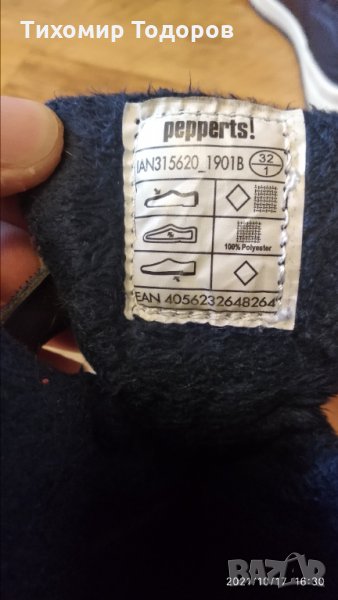 Тихомир Тодоров
pepperts!
IAN315620_1901B
32
1
100% Polyester
EAN 4056232648264
2021/10/17 16:30
BAZAR